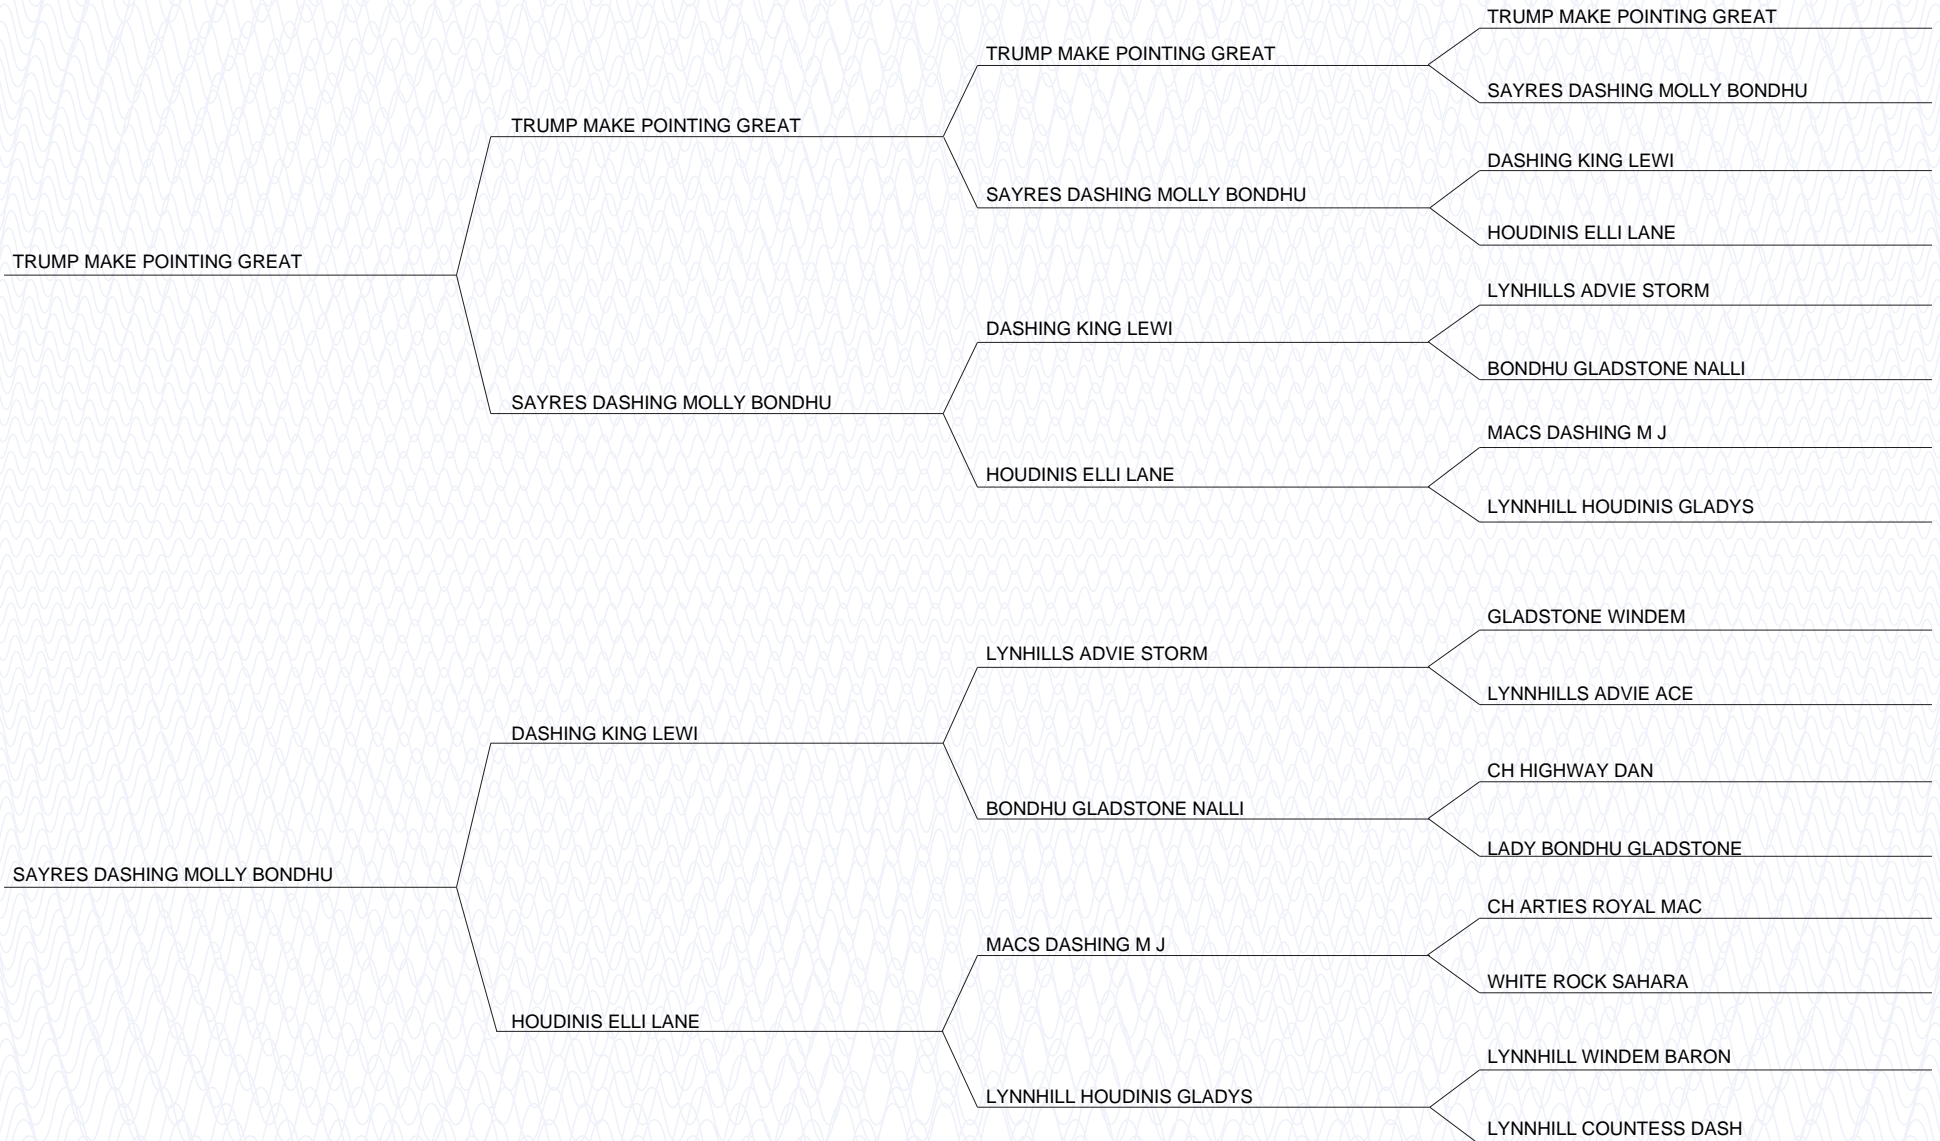 TRUMP MAKE POINTING GREAT
TRUMP MAKE POINTING GREAT
SAYRES DASHING MOLLY BONDHU
TRUMP MAKE POINTING GREAT
DASHING KING LEWI
SAYRES DASHING MOLLY BONDHU
HOUDINIS ELLI LANE
TRUMP MAKE POINTING GREAT
LYNHILLS ADVIE STORM
DASHING KING LEWI
BONDHU GLADSTONE NALLI
SAYRES DASHING MOLLY BONDHU
MACS DASHING M J
HOUDINIS ELLI LANE
LYNNHILL HOUDINIS GLADYS
GLADSTONE WINDEM
LYNHILLS ADVIE STORM
LYNNHILLS ADVIE ACE
DASHING KING LEWI
CH HIGHWAY DAN
BONDHU GLADSTONE NALLI
LADY BONDHU GLADSTONE
SAYRES DASHING MOLLY BONDHU
CH ARTIES ROYAL MAC
MACS DASHING M J
WHITE ROCK SAHARA
HOUDINIS ELLI LANE
LYNNHILL WINDEM BARON
LYNNHILL HOUDINIS GLADYS
LYNNHILL COUNTESS DASH
TRUMP MAKE POINTING GREAT
SAYRES DASHING MOLLY BONDHU